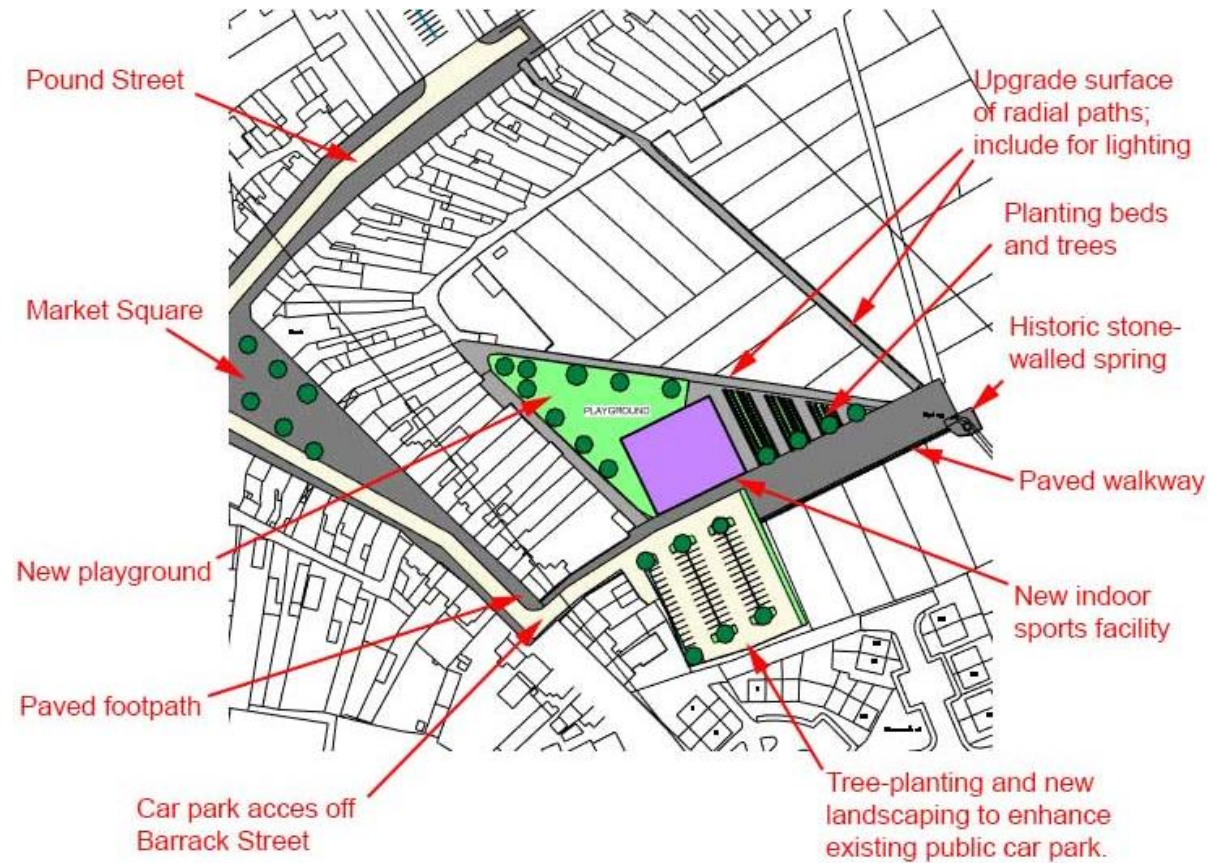 Pound Street
Market Square
New playground
Paved footpath
Car park acces off
Barrack Street
PLAYGROUND
Upgrade surface
of radial paths;
include for lighting
Planting beds
and trees
Historic stone-
walled spring
Paved walkway
New indoor
sports facility
Tree-planting and new
landscaping to enhance
existing public car park.